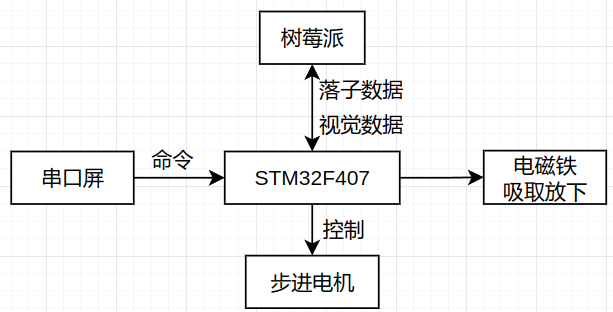 树莓派
落子数据
视觉数据
命令
串口屏
STM32F407
电磁铁
吸取放下
控制
步进电机